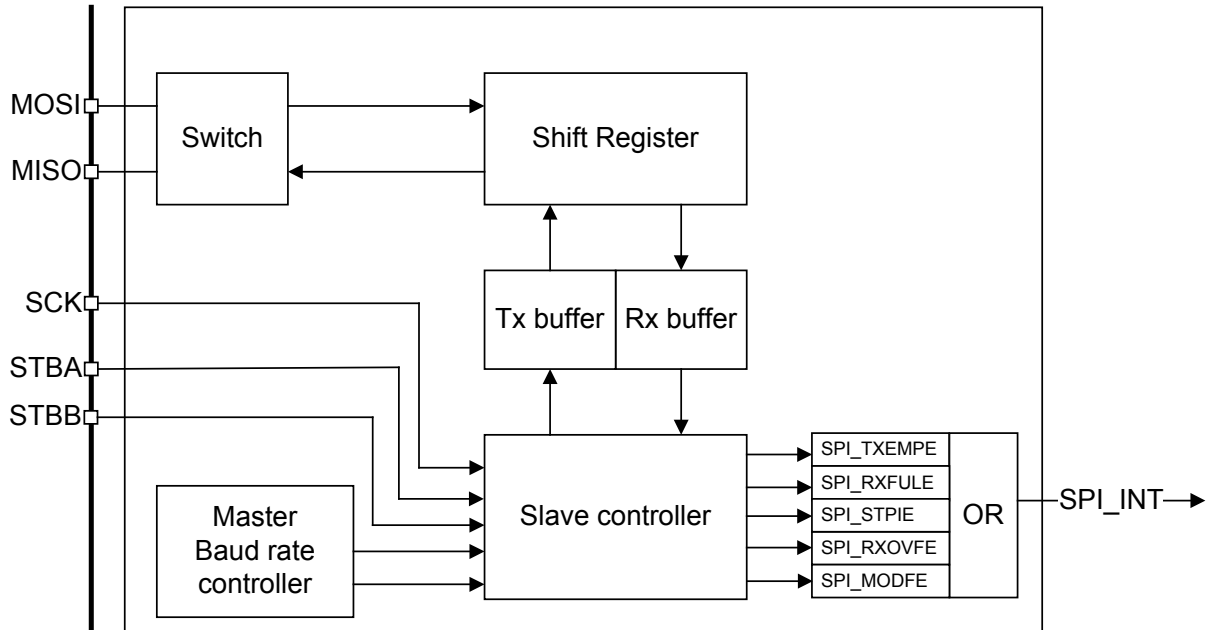 MOSI
MISO
Switch
Shift Register
SCK
STBA
STBB
Tx buffer
Rx buffer
Master
Baud rate
controller
Slave controller
SPI_TXEMPE
SPI_RXFULE
SPI_STPIE
SPI_RXOVFE
SPI_MODFE
OR
SPI_INT